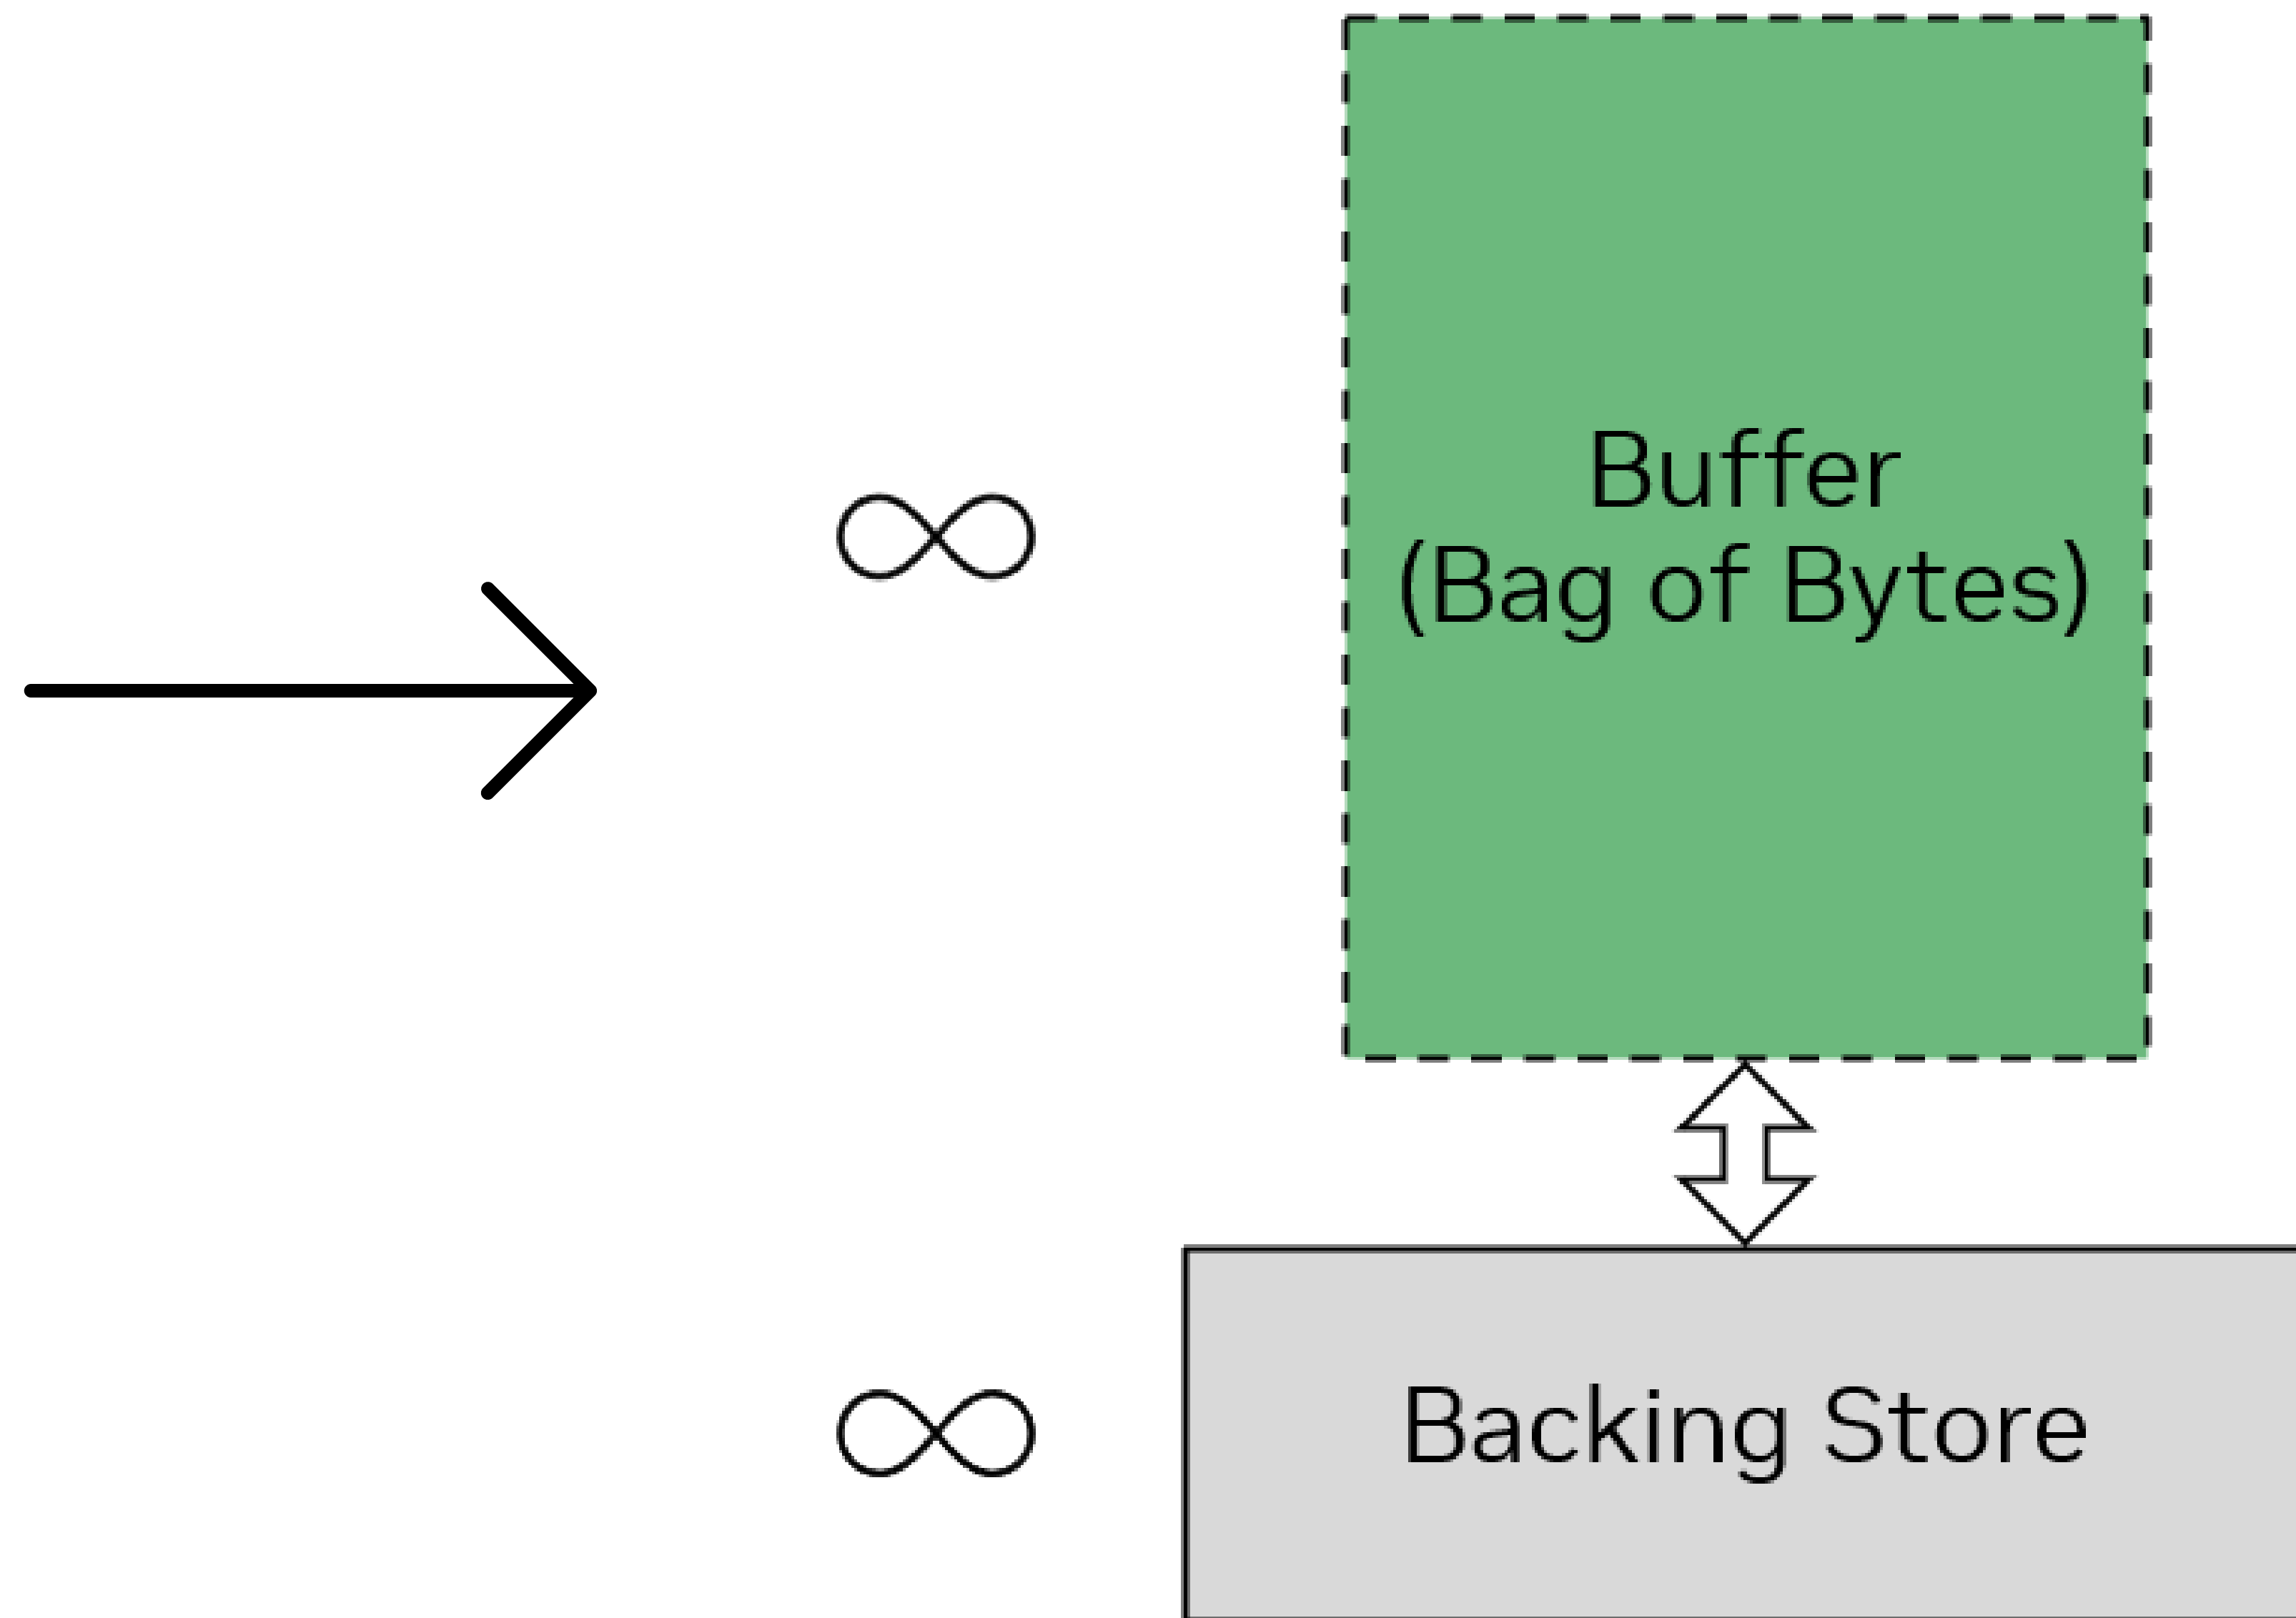 ∞
Buffer
(Bag of Bytes)
∞
Backing Store